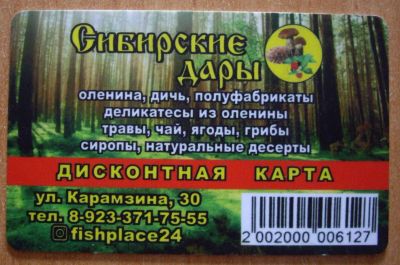 Сибирские
дары
оленина, дичь, полуфабрикаты
деликатесы из оленины
травы, чай, ягоды, грибы
сиропы, натуральные десерты
ДИСКОНТНАЯ КАРТА
ул. Карамзина, 30
тел. 8-923-371-75-55
fishplace24
2 002000 006127